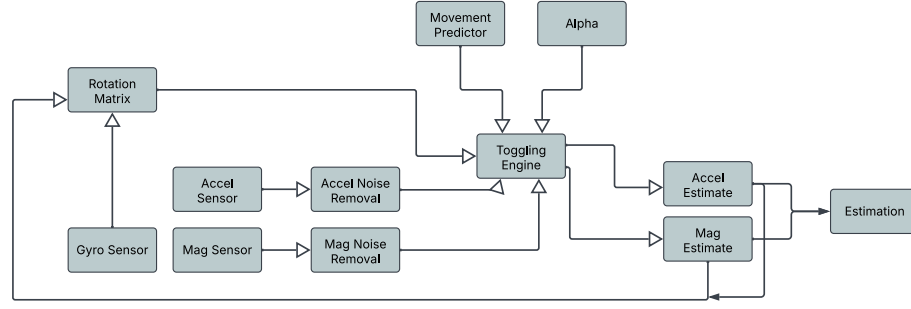 Movement
Predictor
Alpha
Rotation
Matrix
Toggling
Engine
Accel
Sensor
Accel Noise
Removal
Accel
Estimate
Estimation
Gyro Sensor
Mag Sensor
Mag Noise
Removal
Mag
Estimate